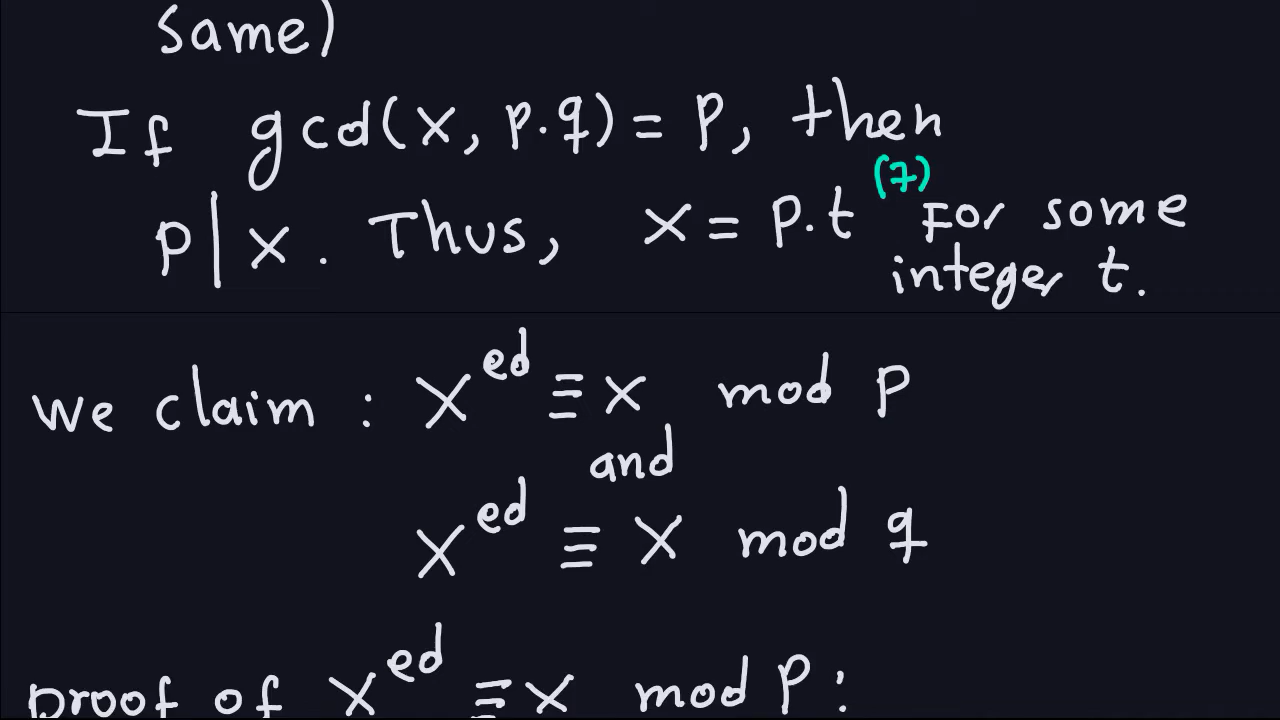 same)
If gcd(x, p.q) = p, then
p | x. Thus, x = p.t (7) For some
integer t.
we claim : x^ed ≡ x mod p
and
x^ed ≡ x mod q
proof of x^ed ≡ x mod p :